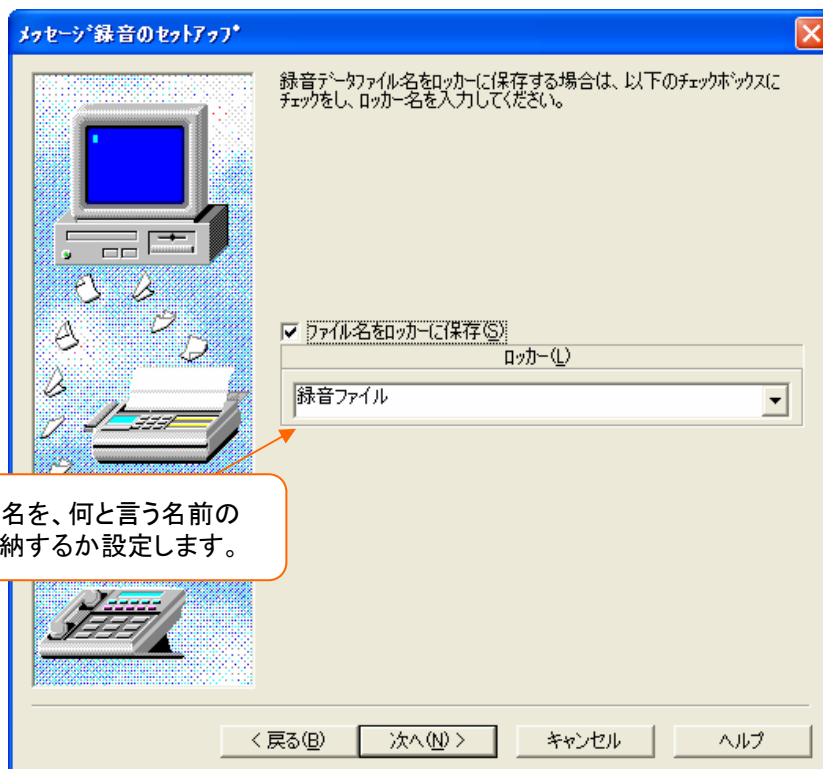 メッセージ録音のセットアップ
録音データファイル名をロッカーに保存する場合は、以下のチェックボックスに
チェックをし、ロッカー名を入力してください。
ファイル名をロッカーに保存(S)
ロッカー(L)
録音ファイル
名を、何と言う名前の
納するか設定します。
< 戻る(B)
次へ(N) >
キャンセル
ヘルプ